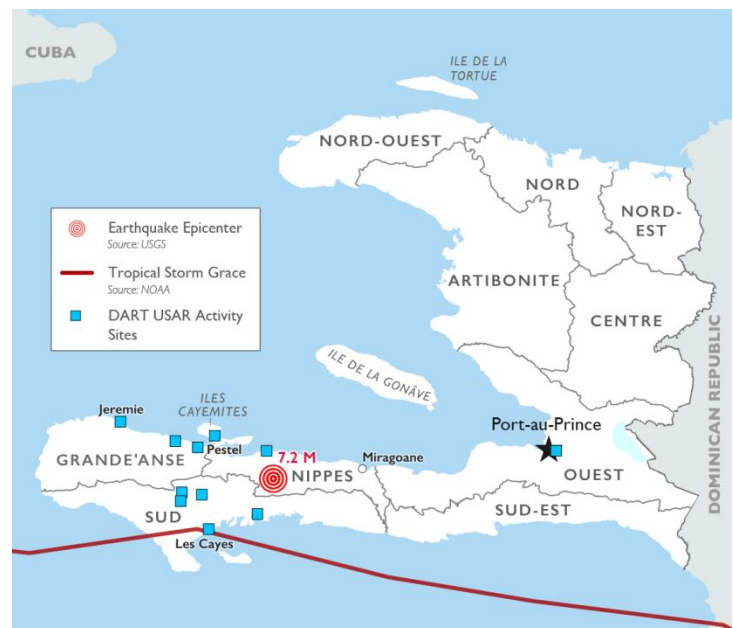 CUBA
ILE DE LA
TORTUE
NORD-OUEST
NORD
NORD-
EST
Earthquake Epicenter
Source: USGS
Tropical Storm Grace
Source: NOAA
DART USAR Activity
Sites
ARTIBONITE
CENTRE
ILE DE LA GONÂVE
DOMINICAN REPUBLIC
ILES
CAYEMITES
Jeremie
Pestel
7.2 M
Miragoane
Port-au-Prince
GRANDE'ANSE
NIPPES
OUEST
SUD
SUD-EST
Les Cayes